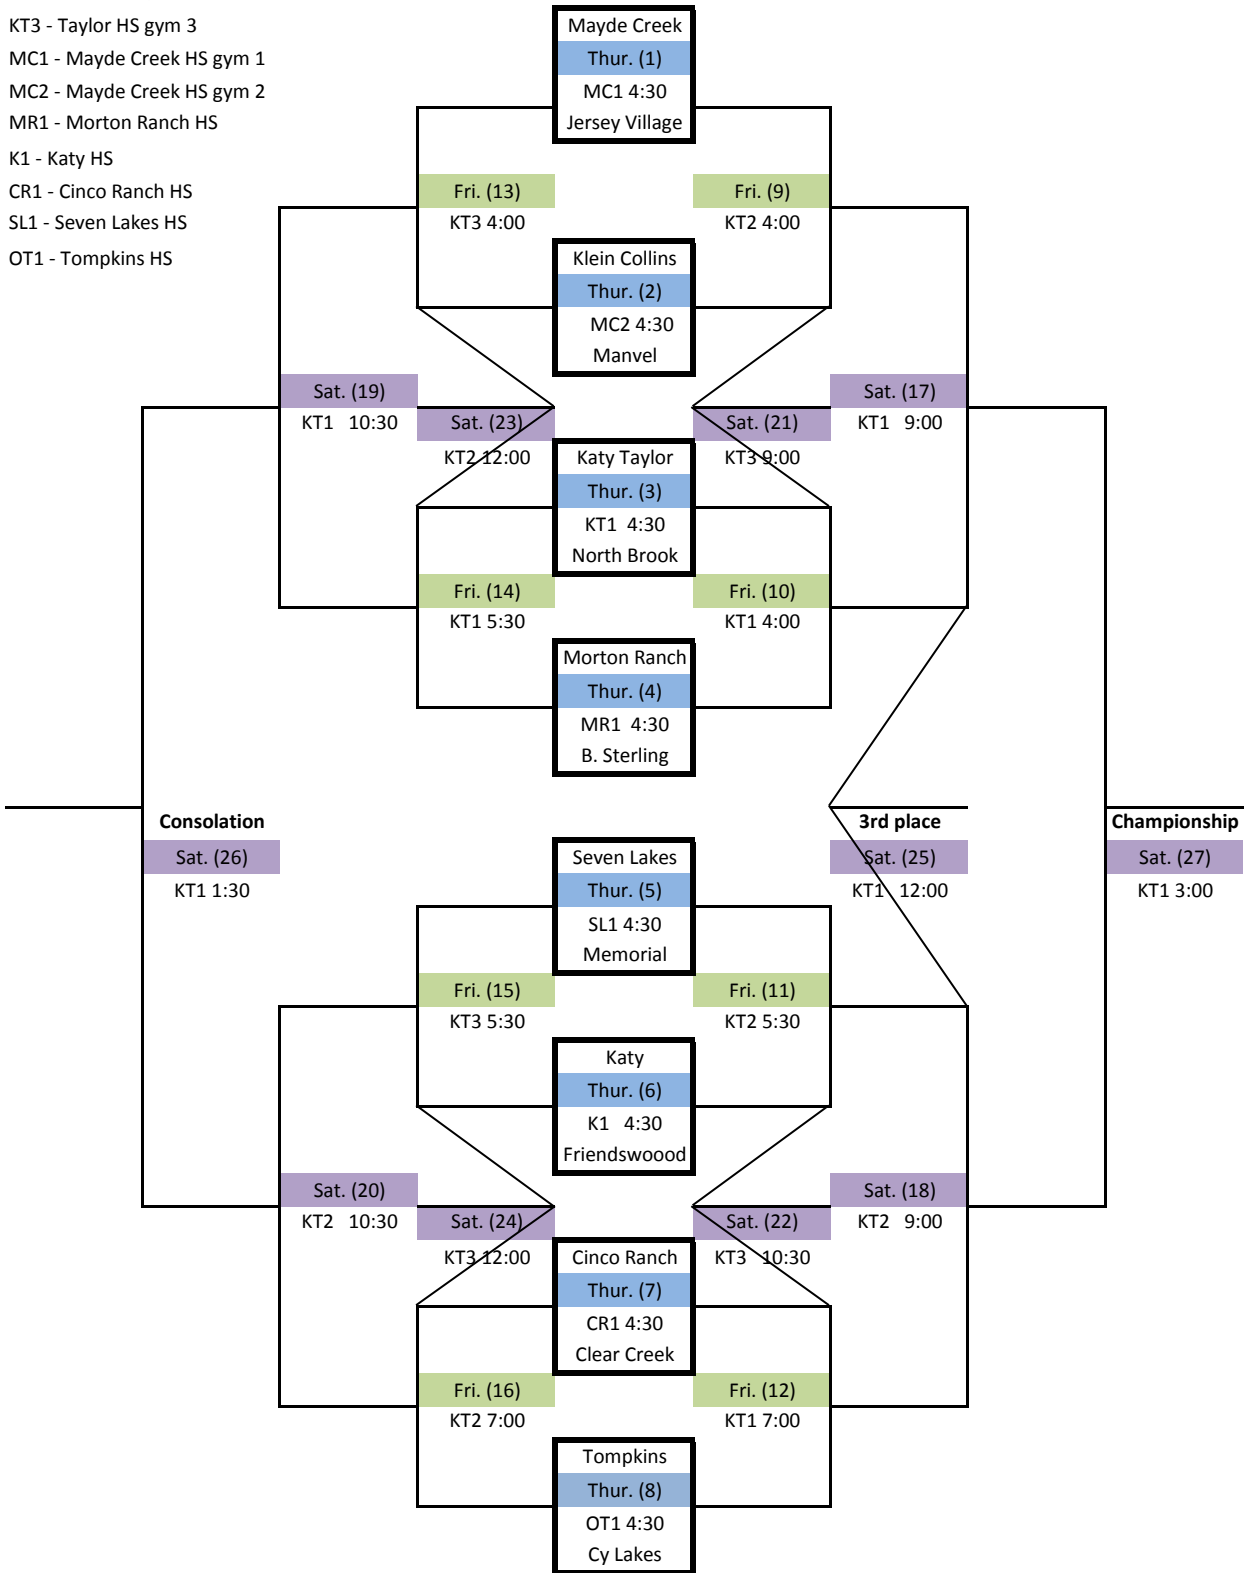 KT3 - Taylor HS gym 3
MC1 - Mayde Creek HS gym 1
MC2 - Mayde Creek HS gym 2
MR1 - Morton Ranch HS
K1 - Katy HS
CR1 - Cinco Ranch HS
SL1 - Seven Lakes HS
OT1 - Tompkins HS
Mayde Creek
Thur. (1)
MC1 4:30
Jersey Village
Fri. (13)
KT3 4:00
Fri. (9)
KT2 4:00
Klein Collins
Thur. (2)
MC2 4:30
Manvel
Sat. (19)
KT1 10:30
Sat. (23)
KT2 12:00
Sat. (21)
KT3 9:00
Sat. (17)
KT1 9:00
Katy Taylor
Thur. (3)
KT1 4:30
North Brook
Fri. (14)
KT1 5:30
Fri. (10)
KT1 4:00
Morton Ranch
Thur. (4)
MR1 4:30
B. Sterling
Consolation
Sat. (26)
KT1 1:30
3rd place
Sat. (25)
KT1 12:00
Championship
Sat. (27)
KT1 3:00
Seven Lakes
Thur. (5)
SL1 4:30
Memorial
Fri. (15)
KT3 5:30
Fri. (11)
KT2 5:30
Katy
Thur. (6)
K1 4:30
Friendswoood
Sat. (20)
KT2 10:30
Sat. (24)
KT3 12:00
Sat. (22)
KT3 10:30
Sat. (18)
KT2 9:00
Cinco Ranch
Thur. (7)
CR1 4:30
Clear Creek
Fri. (16)
KT2 7:00
Fri. (12)
KT1 7:00
Tompkins
Thur. (8)
OT1 4:30
Cy Lakes